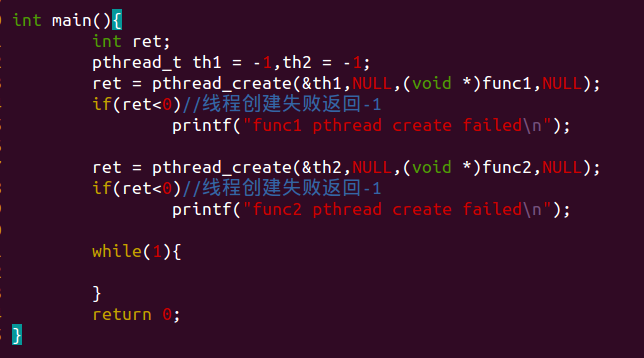 int main(){
int ret;
pthread_t th1 = -1,th2 = -1;
ret = pthread_create(&th1,NULL,(void *)func1,NULL);
if(ret<0)//线程创建失败返回-1
printf("func1 pthread create failed\n");
ret = pthread_create(&th2,NULL,(void *)func2,NULL);
if(ret<0)//线程创建失败返回-1
printf("func2 pthread create failed\n");
while(1){
}
return 0;
}